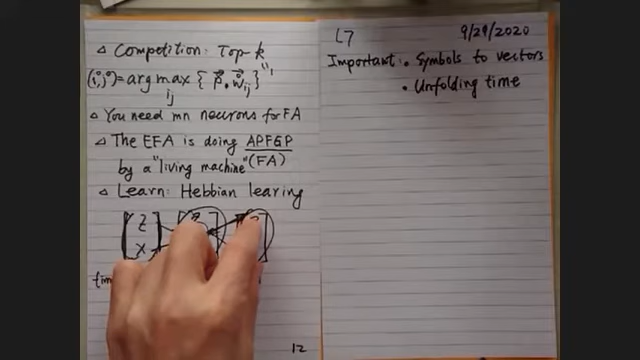 △ Competition: Top k
(i,j)=arg max { p⃗ · w⃗ij }"1
ij
△ You need mn neurons for FA
△ The EFA is doing APFGP
by a "living machine" (FA)
△ Learn: Hebbian learing
Z
X
12
L7 9/29/2020
Important: • Symbols to vectors
• Unfolding time